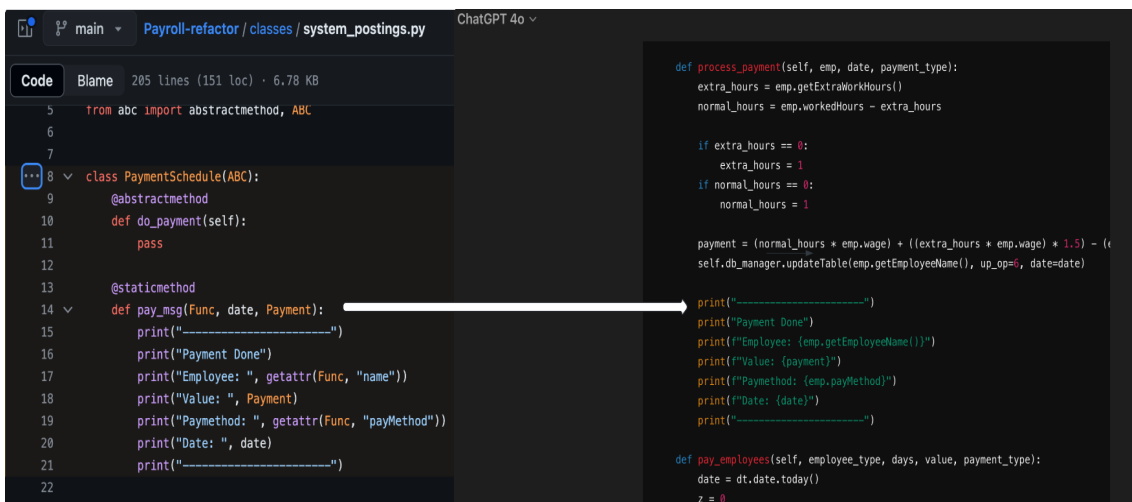 main
Payroll-refactor / classes / system_postings.py
Code
Blame
205 lines (151 loc) · 6.78 KB
5 from abc import abstractmethod, ABC
6
7
8 class PaymentSchedule(ABC):
9 @abstractmethod
10 def do_payment(self):
11 pass
12
13 @staticmethod
14 def pay_msg(Func, date, Payment):
15 print("-----------------------")
16 print("Payment Done")
17 print("Employee: ", getattr(Func, "name"))
18 print("Value: ", Payment)
19 print("Paymethod: ", getattr(Func, "payMethod"))
20 print("Date: ", date)
21 print("-----------------------")
22
ChatGPT 4o
def process_payment(self, emp, date, payment_type):
extra_hours = emp.getExtraWorkHours()
normal_hours = emp.workedHours - extra_hours
if extra_hours == 0:
extra_hours = 1
if normal_hours == 0:
normal_hours = 1
payment = (normal_hours * emp.wage) + ((extra_hours * emp.wage) * 1.5) - (
self.db_manager.updateTable(emp.getEmployeeName(), up_op=6, date=date)
print("-----------------------")
print("Payment Done")
print(f"Employee: {emp.getEmployeeName()}")
print(f"Value: {payment}")
print(f"Paymethod: {emp.payMethod}")
print(f"Date: {date}")
print("-----------------------")
def pay_employees(self, employee_type, days, value, payment_type):
date = dt.date.today()
z = 0